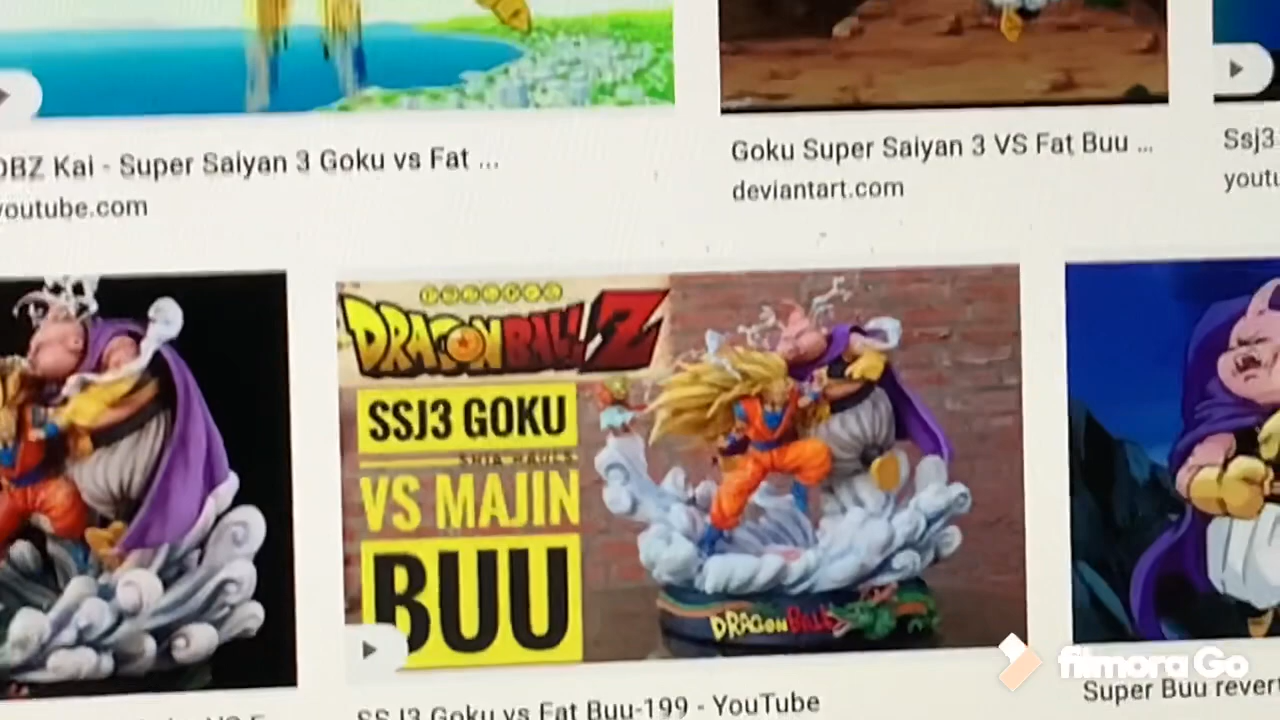 DBZ Kai - Super Saiyan 3 Goku vs Fat ...
youtube.com
Goku Super Saiyan 3 VS Fat Buu ...
deviantart.com
Ssj3
youtu
DRAGON BALL Z
SSJ3 GOKU
VS MAJIN
BUU
DRAGON BALL Z
filmora Go
SSJ3 Goku vs Fat Buu-199 - YouTube
Super Buu revert